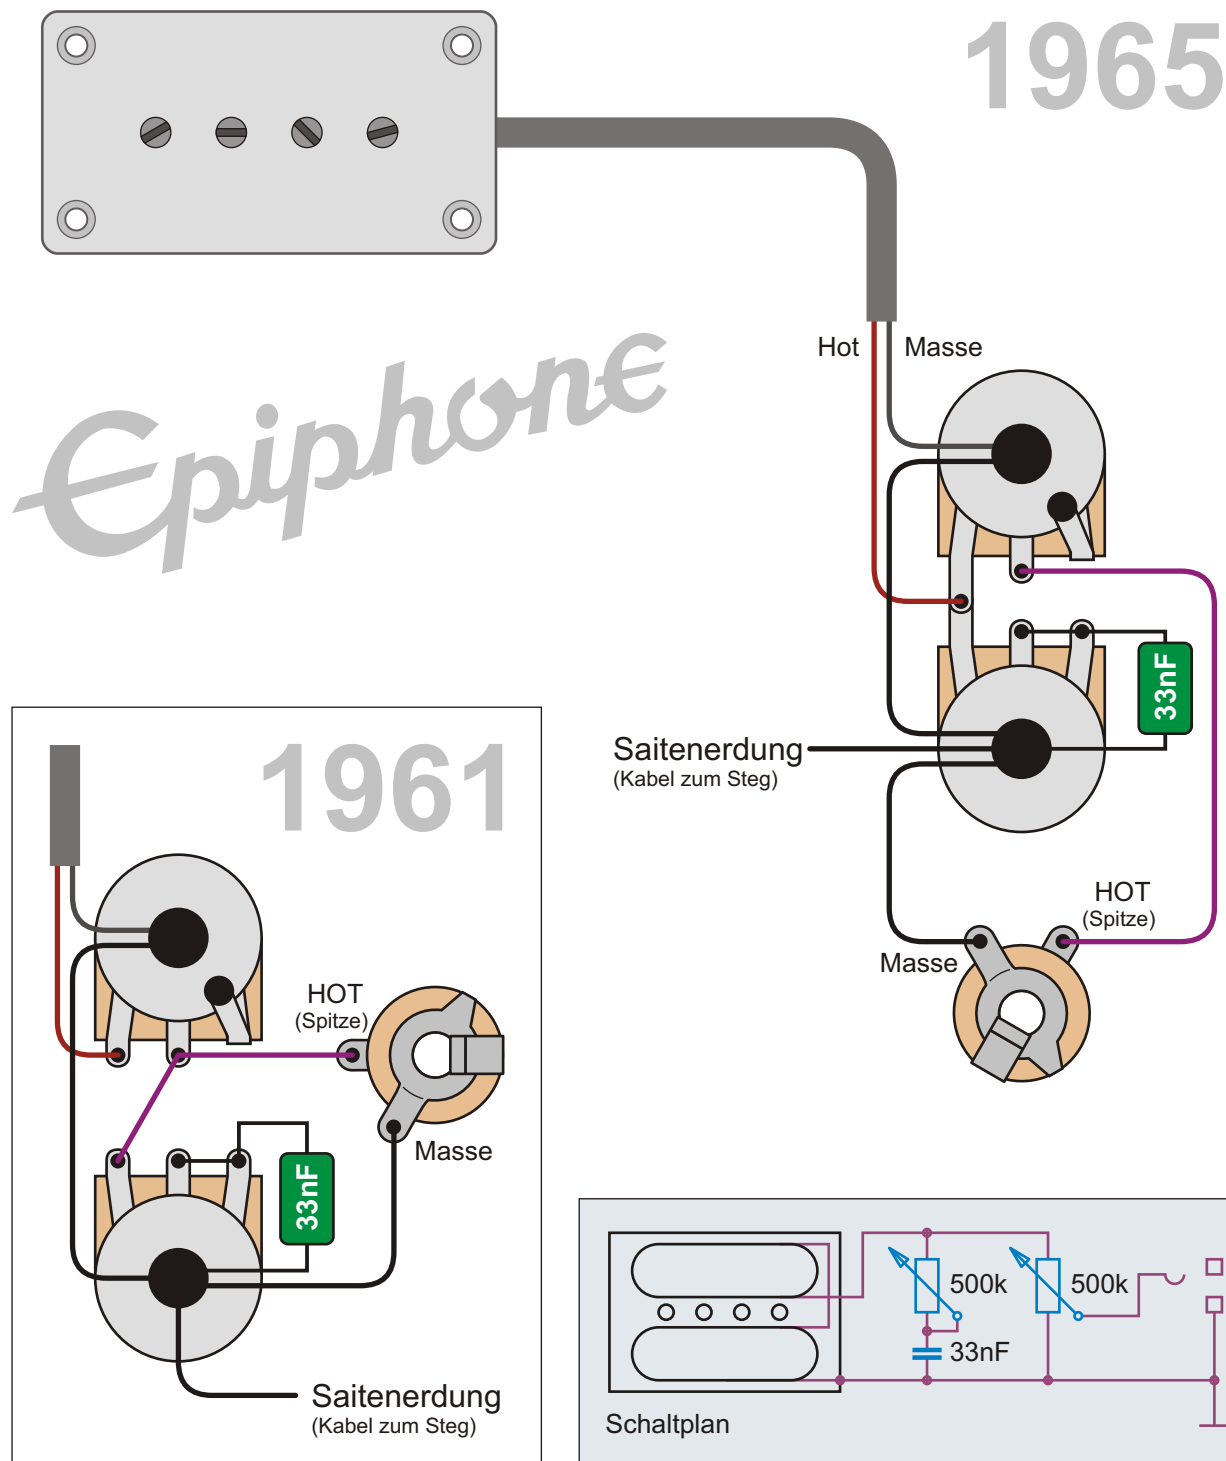 1965
Hot Masse
Epiphone
33nF
Saitenerdung
(Kabel zum Steg)
HOT
(Spitze)
Masse
1961
HOT
(Spitze)
Masse
33nF
Saitenerdung
(Kabel zum Steg)
500k 500k
33nF
Schaltplan